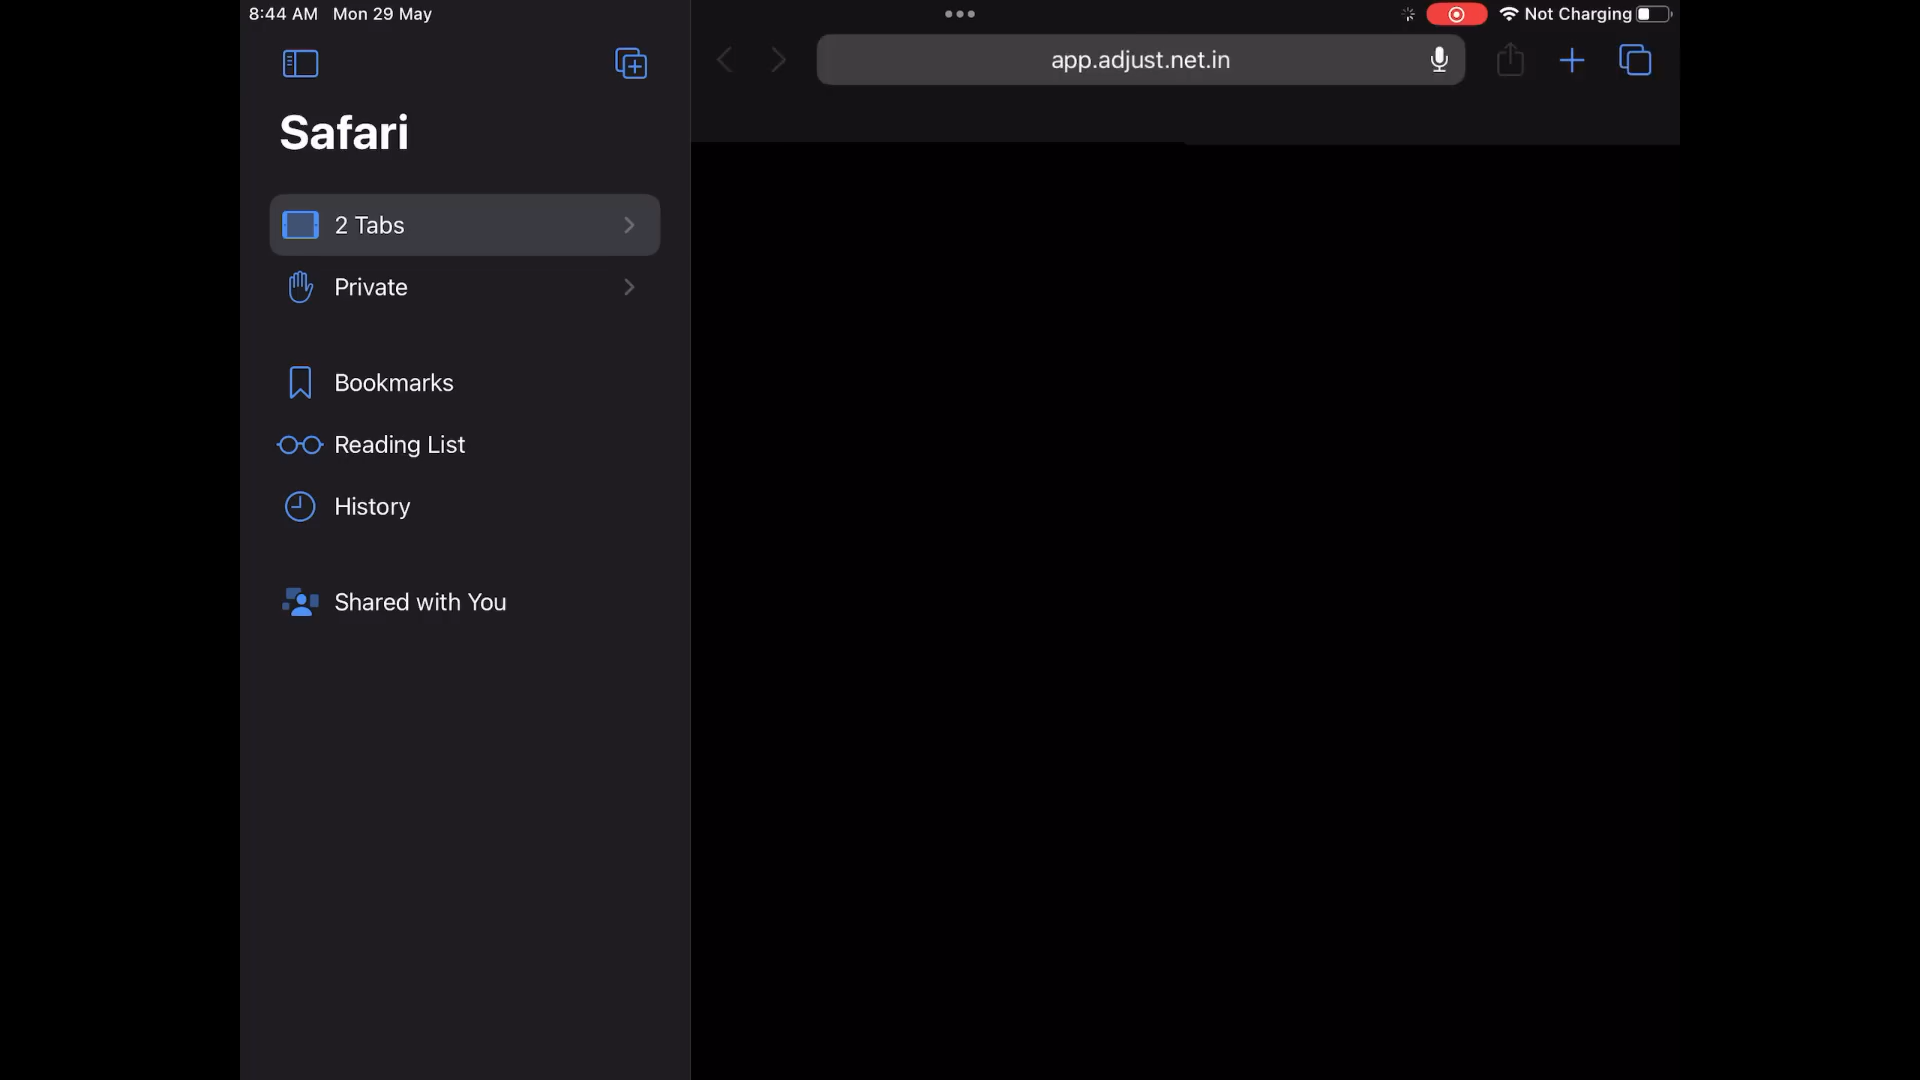 8:44 AM Mon 29 May
Not Charging
app.adjust.net.in
Safari
2 Tabs
Private
Bookmarks
Reading List
History
Shared with You